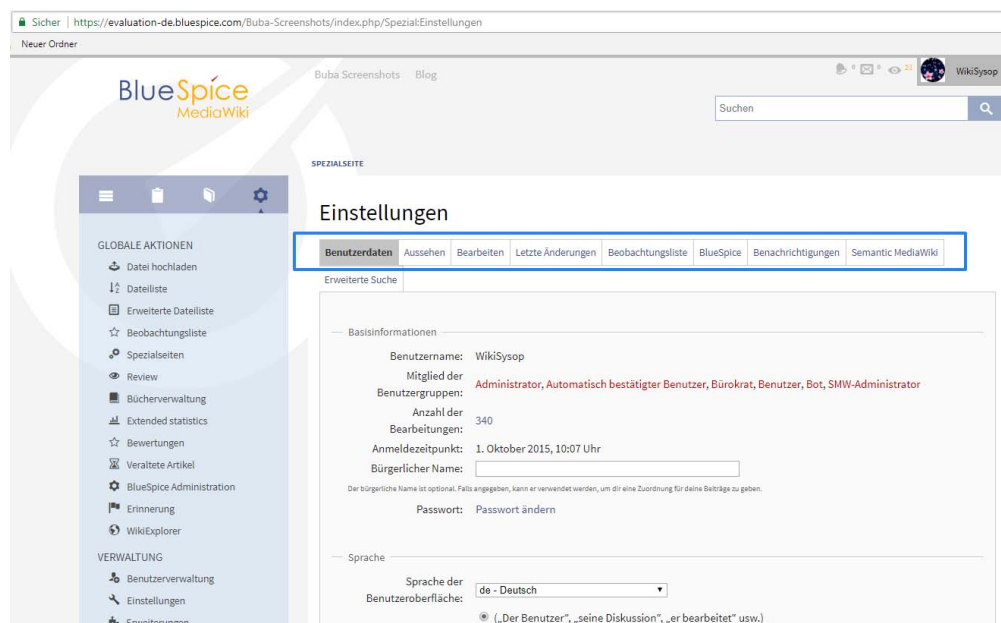 Sicher | https://evaluation-de.bluespice.com/Buba-Screenshots/index.php/Spezial:Einstellungen
Neuer Ordner
BlueSpice
MediaWiki
Buba Screenshots Blog
0 0 22 WikiSysop
Suchen
SPEZIALSEITE
Einstellungen
Benutzerdaten Aussehen Bearbeiten Letzte Änderungen Beobachtungsliste BlueSpice Benachrichtigungen Semantic MediaWiki
Erweiterte Suche
GLOBALE AKTIONEN
Datei hochladen
Dateiliste
Erweiterte Dateiliste
Beobachtungsliste
Spezialseiten
Review
Bücherverwaltung
Extended statistics
Bewertungen
Veraltete Artikel
BlueSpice Administration
Erinnerung
WikiExplorer
VERWALTUNG
Benutzerverwaltung
Einstellungen
Erweiterungen
Basisinformationen
Benutzername: WikiSysop
Mitglied der
Benutzergruppen: Administrator, Automatisch bestätigter Benutzer, Bürokrat, Benutzer, Bot, SMW-Administrator
Anzahl der
Bearbeitungen: 340
Anmeldezeitpunkt: 1. Oktober 2015, 10:07 Uhr
Bürgerlicher Name:
Der bürgerliche Name ist optional. Falls angegeben, kann er verwendet werden, um dir eine Zuordnung für deine Beiträge zu geben.
Passwort: Passwort ändern
Sprache
Sprache der
Benutzeroberfläche: de - Deutsch
(„Der Benutzer“, „seine Diskussion“, „er bearbeitet“ usw.)